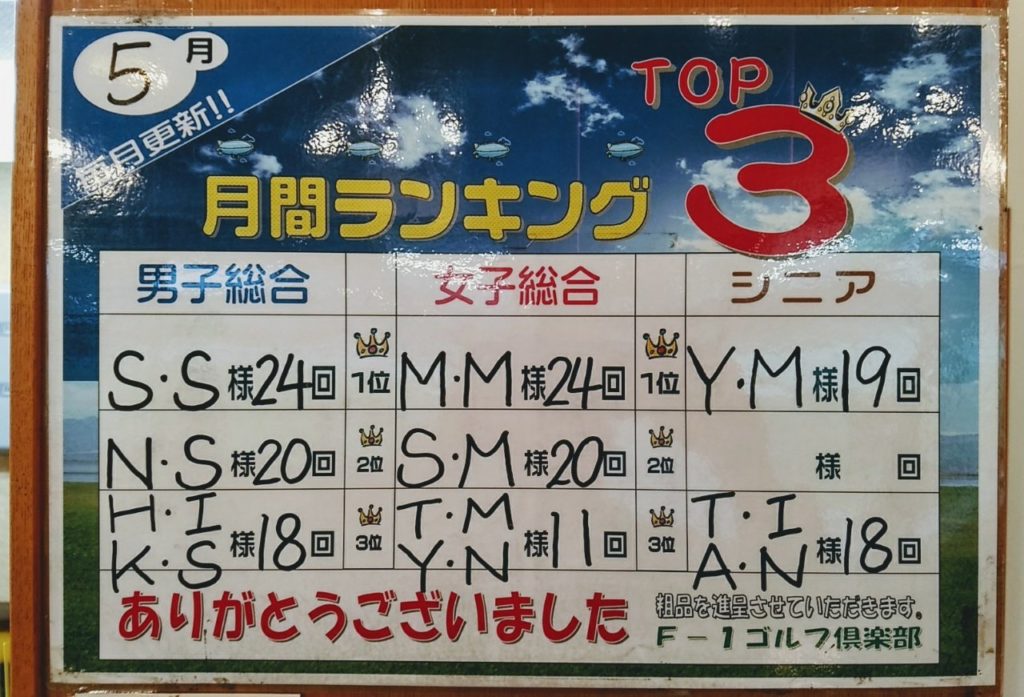 5月
毎月更新!!
TOP
3
月間ランキング
男子総合 女子総合 シニア
S・S様24回 1位 M・M様24回 1位 Y・M様19回
N・S様20回 2位 S・M様20回 2位 様 回
H・I T・M T・I
様18回 3位 様11回 3位 様18回
K・S Y・N A・N
ありがとうございました
粗品を進呈させていただきます。
F-1ゴルフ倶楽部